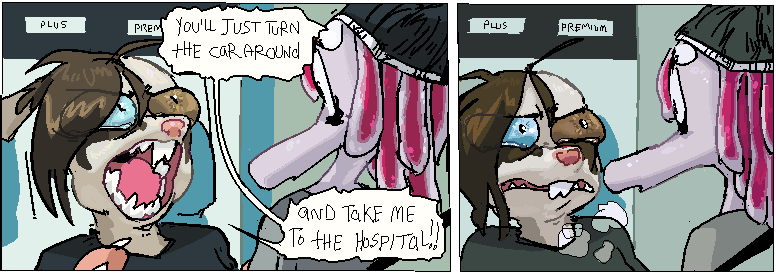 PLUS
PREM
YOU'LL JUST TURN
THE CAR AROUND
AND TAKE ME
TO THE HOSPITAL!!
PLUS
PREMIUM